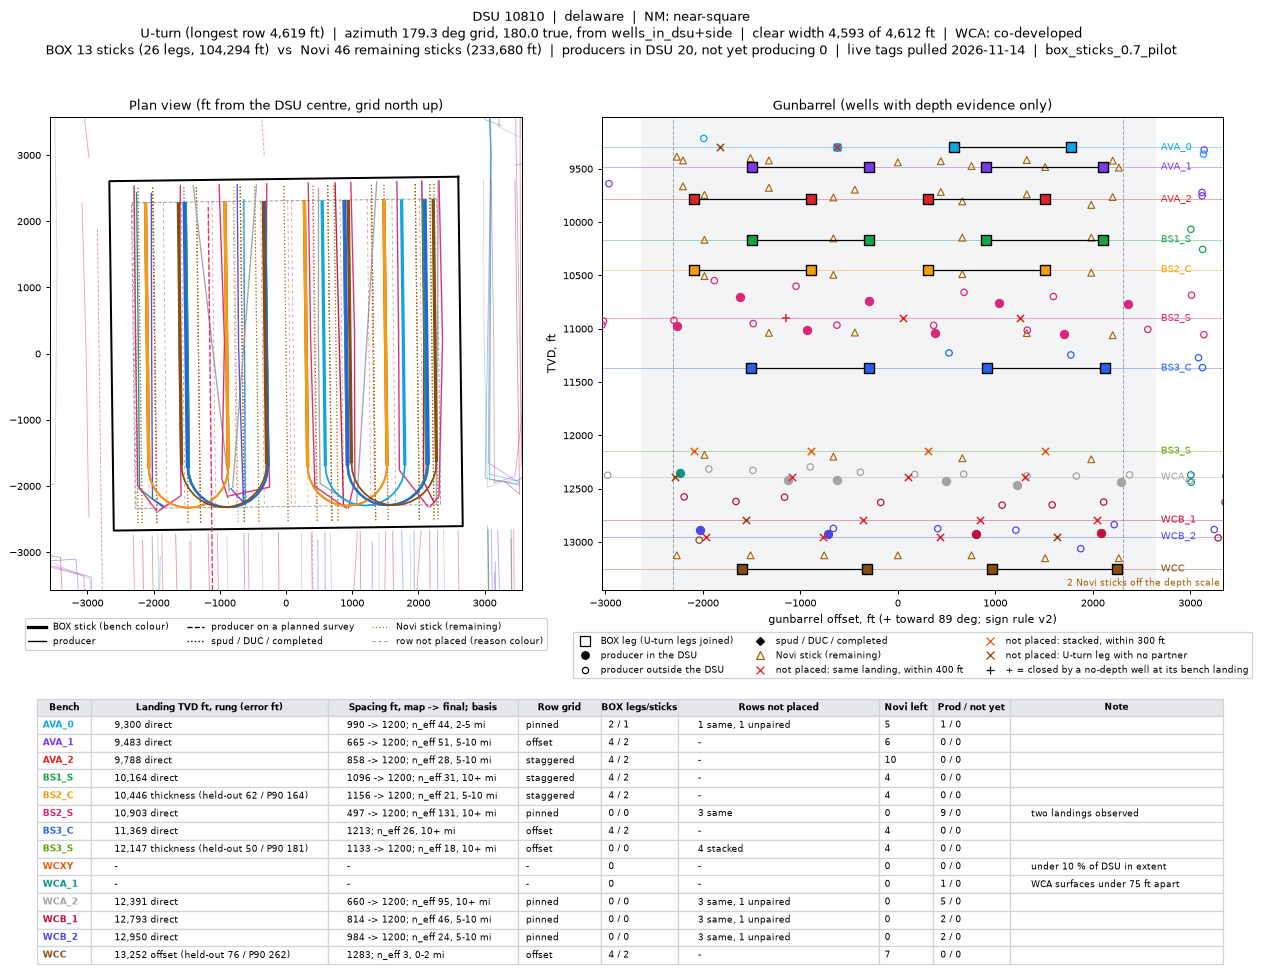 DSU 10810 | delaware | NM: near-square
U-turn (longest row 4,619 ft) | azimuth 179.3 deg grid, 180.0 true, from wells_in_dsu+side | clear width 4,593 of 4,612 ft | WCA: co-developed
BOX 13 sticks (26 legs, 104,294 ft) vs Novi 46 remaining sticks (233,680 ft) | producers in DSU 20, not yet producing 0 | live tags pulled 2026-11-14 | box_sticks_0.7_pilot
Plan view (ft from the DSU centre, grid north up)
3000
2000
1000
0
−1000
−2000
−3000
−3000 −2000 −1000 0 1000 2000 3000
BOX stick (bench colour)
producer
producer on a planned survey
spud / DUC / completed
Novi stick (remaining)
row not placed (reason colour)
Gunbarrel (wells with depth evidence only)
TVD, ft
9500
10000
10500
11000
11500
12000
12500
13000
AVA_0
AVA_1
AVA_2
BS1_S
BS2_C
BS2_S
BS3_C
BS3_S
WCA_2
WCB_1
WCB_2
WCC
2 Novi sticks off the depth scale
−3000 −2000 −1000 0 1000 2000 3000
gunbarrel offset, ft (+ toward 89 deg; sign rule v2)
BOX leg (U-turn legs joined)
producer in the DSU
producer outside the DSU
spud / DUC / completed
Novi stick (remaining)
not placed: same landing, within 400 ft
not placed: stacked, within 300 ft
not placed: U-turn leg with no partner
+ = closed by a no-depth well at its bench landing
Bench Landing TVD ft, rung (error ft) Spacing ft, map -> final; basis Row grid BOX legs/sticks Rows not placed Novi left Prod / not yet Note
AVA_0 9,300 direct 990 -> 1200; n_eff 44, 2-5 mi pinned 2 / 1 1 same, 1 unpaired 5 1 / 0
AVA_1 9,483 direct 665 -> 1200; n_eff 51, 5-10 mi offset 4 / 2 - 6 0 / 0
AVA_2 9,788 direct 858 -> 1200; n_eff 28, 5-10 mi staggered 4 / 2 - 10 0 / 0
BS1_S 10,164 direct 1096 -> 1200; n_eff 31, 10+ mi staggered 4 / 2 - 4 0 / 0
BS2_C 10,446 thickness (held-out 62 / P90 164) 1156 -> 1200; n_eff 21, 5-10 mi staggered 4 / 2 - 4 0 / 0
BS2_S 10,903 direct 497 -> 1200; n_eff 131, 10+ mi pinned 0 / 0 3 same 0 9 / 0 two landings observed
BS3_C 11,369 direct 1213; n_eff 26, 10+ mi offset 4 / 2 - 4 0 / 0
BS3_S 12,147 thickness (held-out 50 / P90 181) 1133 -> 1200; n_eff 18, 10+ mi offset 0 / 0 4 stacked 4 0 / 0
WCXY - - 0 0 0 / 0 under 10 % of DSU in extent
WCA_1 - - 0 0 1 / 0 WCA surfaces under 75 ft apart
WCA_2 12,391 direct 660 -> 1200; n_eff 95, 10+ mi pinned 0 / 0 3 same, 1 unpaired 0 5 / 0
WCB_1 12,793 direct 814 -> 1200; n_eff 46, 5-10 mi pinned 0 / 0 3 same, 1 unpaired 0 2 / 0
WCB_2 12,950 direct 984 -> 1200; n_eff 24, 5-10 mi pinned 0 / 0 3 same, 1 unpaired 0 2 / 0
WCC 13,252 offset (held-out 76 / P90 262) 1283; n_eff 3, 0-2 mi offset 4 / 2 - 7 0 / 0